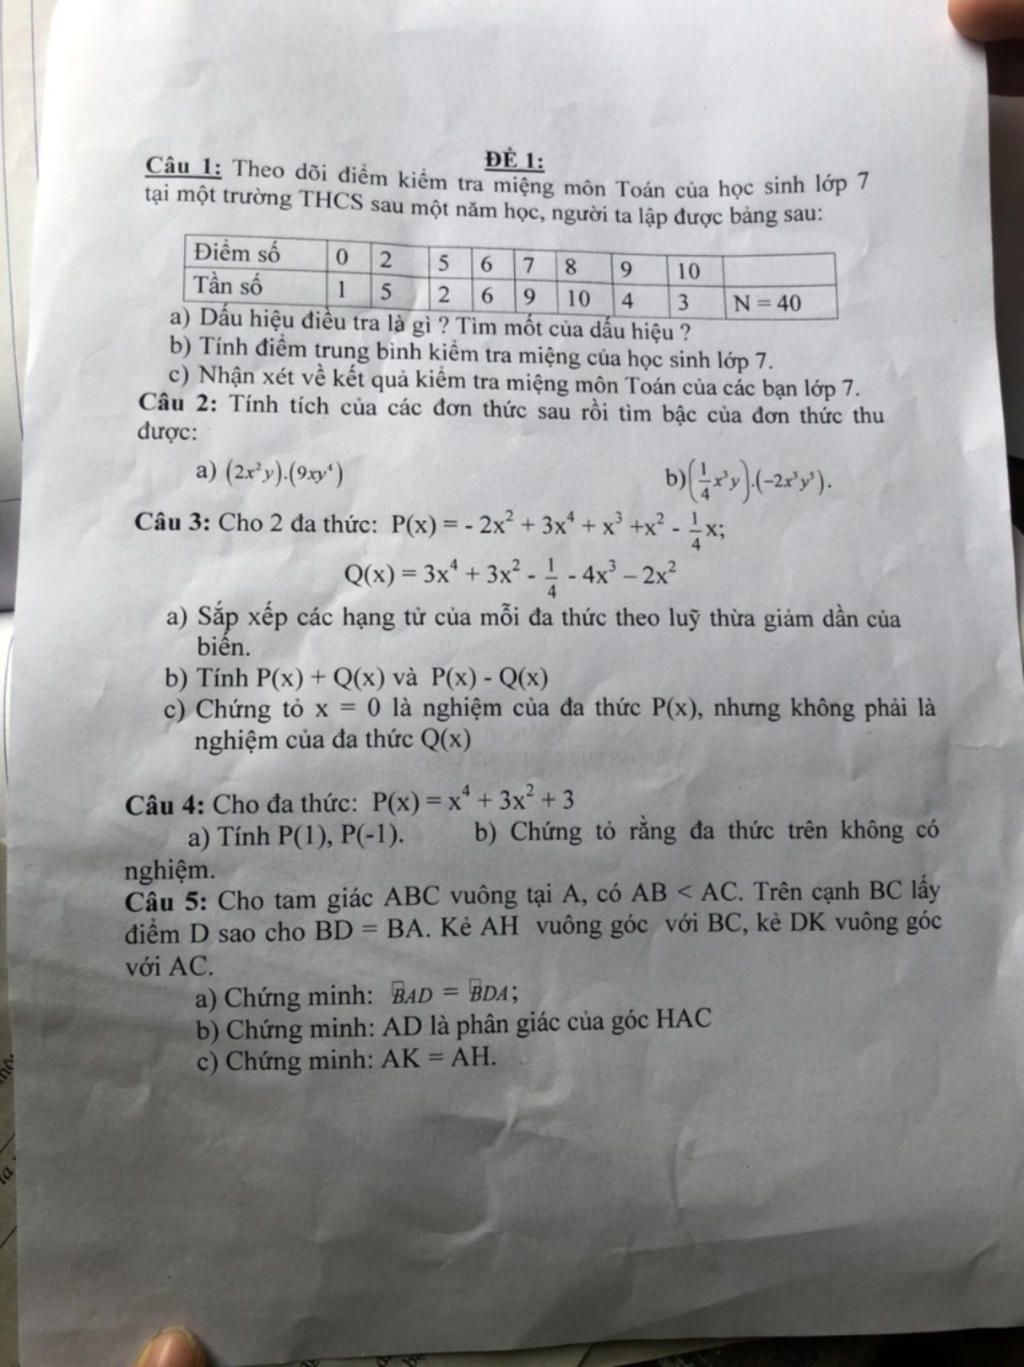 ĐỀ 1:
Câu 1: Theo dõi điểm kiểm tra miệng môn Toán của học sinh lớp 7
tại một trường THCS sau một năm học, người ta lập được bảng sau:
Điểm số 0 2 5 6 7 8 9 10
Tần số 1 5 2 6 9 10 4 3 N = 40
a) Dấu hiệu điều tra là gì ? Tìm mốt của dấu hiệu ?
b) Tính điểm trung bình kiểm tra miệng của học sinh lớp 7.
c) Nhận xét về kết quả kiểm tra miệng môn Toán của các bạn lớp 7.
Câu 2: Tính tích của các đơn thức sau rồi tìm bậc của đơn thức thu
được:
a) (2x²y).(9xy⁴) b)(1/4x³y).(-2x³y⁵).
Câu 3: Cho 2 đa thức: P(x) = - 2x² + 3x⁴ + x³ +x² - 1/4x;
Q(x) = 3x⁴ + 3x² - 1/4 - 4x³ – 2x²
a) Sắp xếp các hạng tử của mỗi đa thức theo luỹ thừa giảm dần của
biến.
b) Tính P(x) + Q(x) và P(x) - Q(x)
c) Chứng tỏ x = 0 là nghiệm của đa thức P(x), nhưng không phải là
nghiệm của đa thức Q(x)
Câu 4: Cho đa thức: P(x) = x⁴ + 3x² + 3
a) Tính P(1), P(-1). b) Chứng tỏ rằng đa thức trên không có
nghiệm.
Câu 5: Cho tam giác ABC vuông tại A, có AB < AC. Trên cạnh BC lấy
điểm D sao cho BD = BA. Kẻ AH vuông góc với BC, kẻ DK vuông góc
với AC.
a) Chứng minh: BAD = BDA;
b) Chứng minh: AD là phân giác của góc HAC
c) Chứng minh: AK = AH.